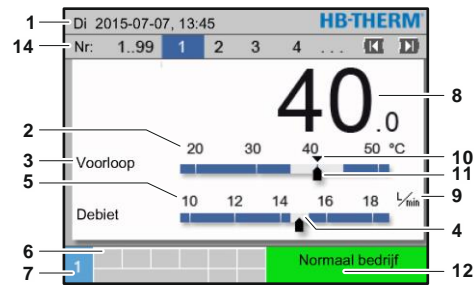 1 Di 2015-07-07, 13:45 HB-THERM
14 Nr: 1..99 1 2 3 4 ...
40.0 8
2 20 30 40 50 °C 10
3 Voorloop 11
5 10 12 14 16 18 L/min 9
Debiet 4
6 Normaal bedrijf
7 1 12